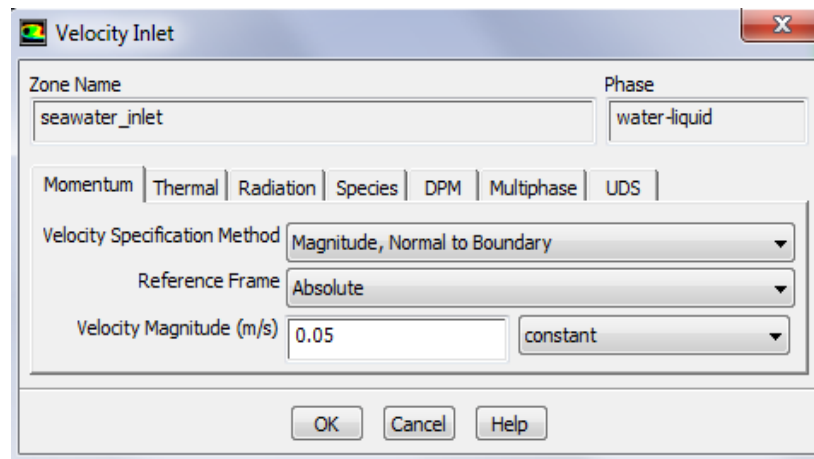 Velocity Inlet
Zone Name Phase
seawater_inlet water-liquid
Momentum Thermal Radiation Species DPM Multiphase UDS
Velocity Specification Method Magnitude, Normal to Boundary
Reference Frame Absolute
Velocity Magnitude (m/s) 0.05 constant
OK Cancel Help